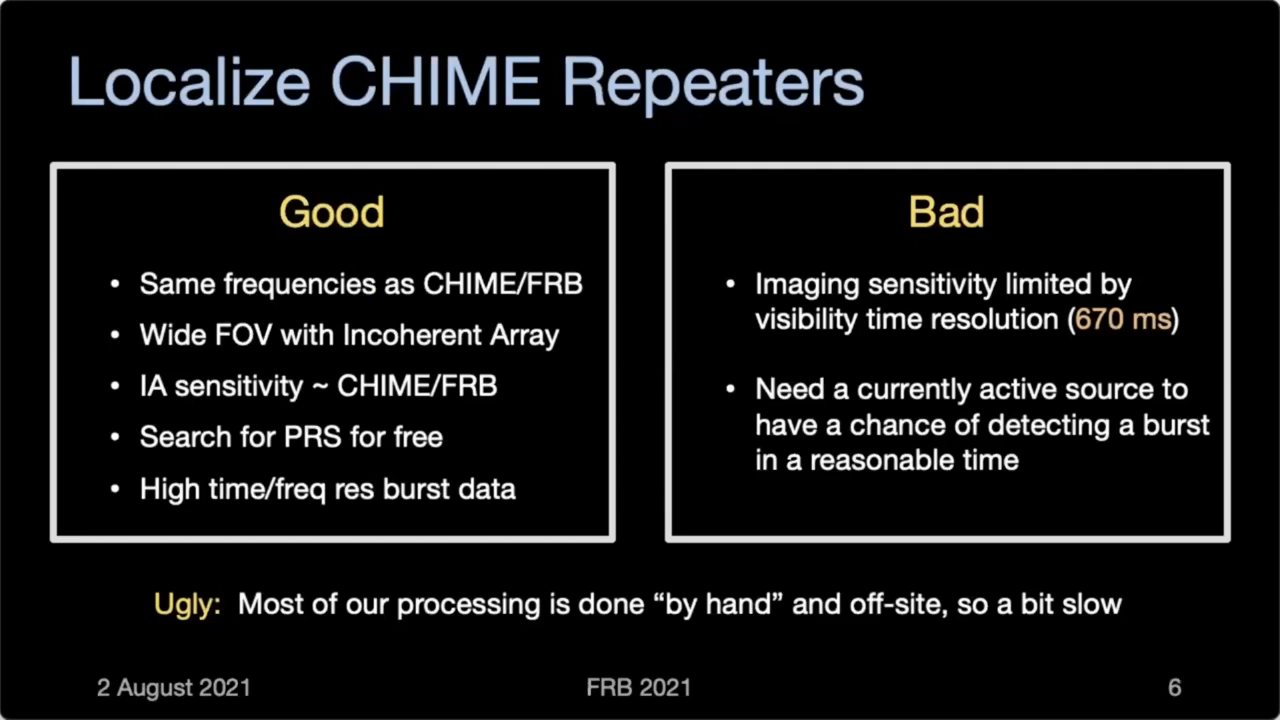 Localize CHIME Repeaters
Good
• Same frequencies as CHIME/FRB
• Wide FOV with Incoherent Array
• IA sensitivity ~ CHIME/FRB
• Search for PRS for free
• High time/freq res burst data
Bad
• Imaging sensitivity limited by
visibility time resolution (670 ms)
• Need a currently active source to
have a chance of detecting a burst
in a reasonable time
Ugly: Most of our processing is done “by hand” and off-site, so a bit slow
2 August 2021
FRB 2021
6